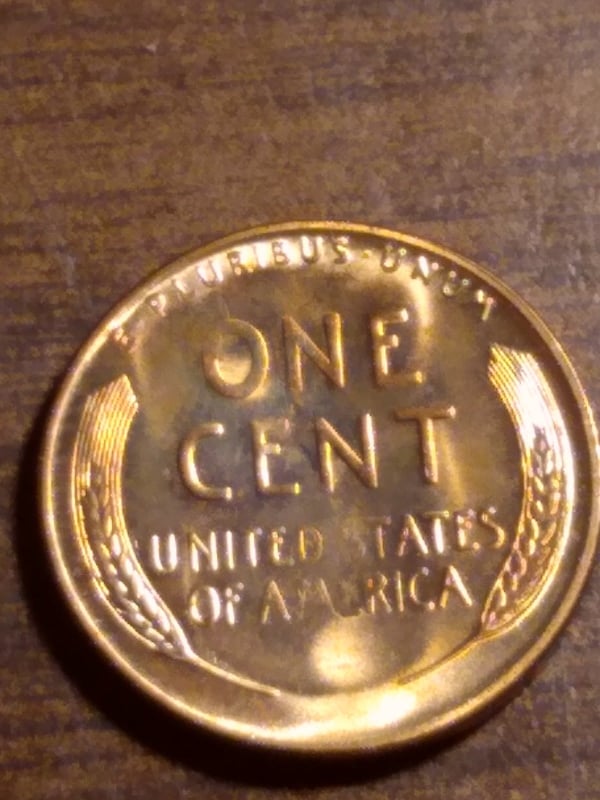 E·PLURIBUS·UNUM
ONE
CENT
UNITED STATES
OF AMERICA